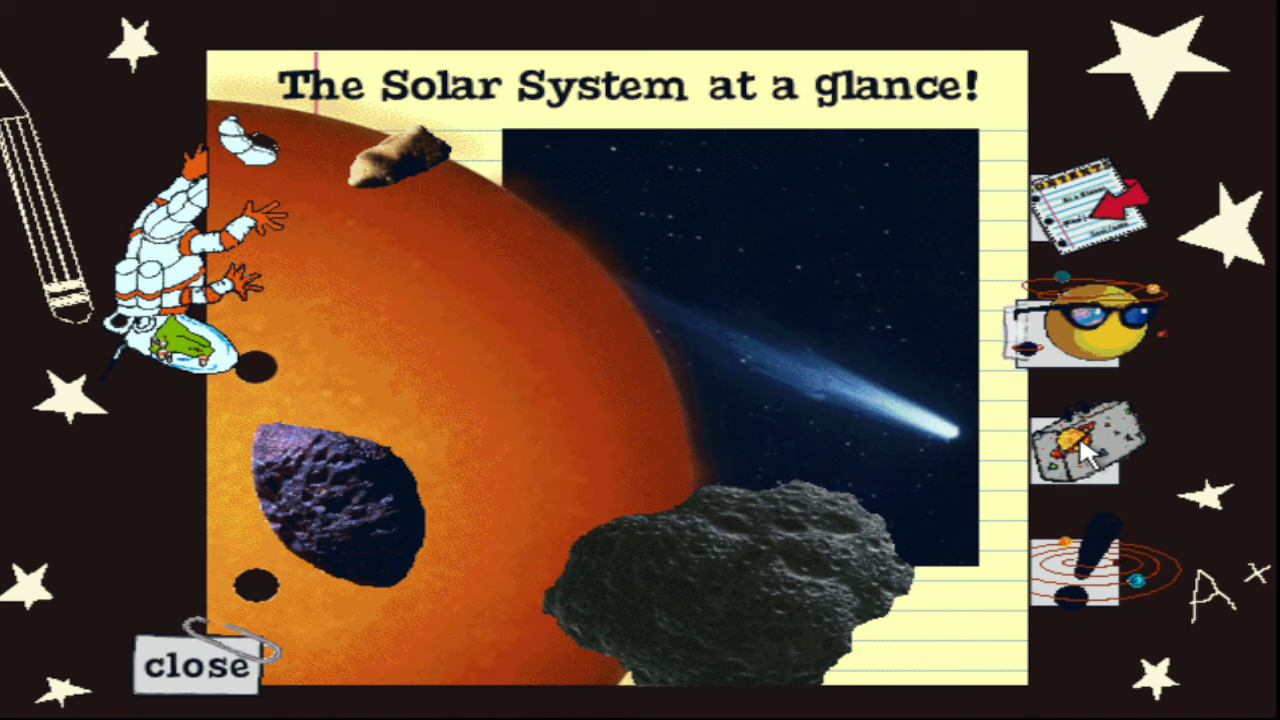 The Solar System at a glance!
close
A+